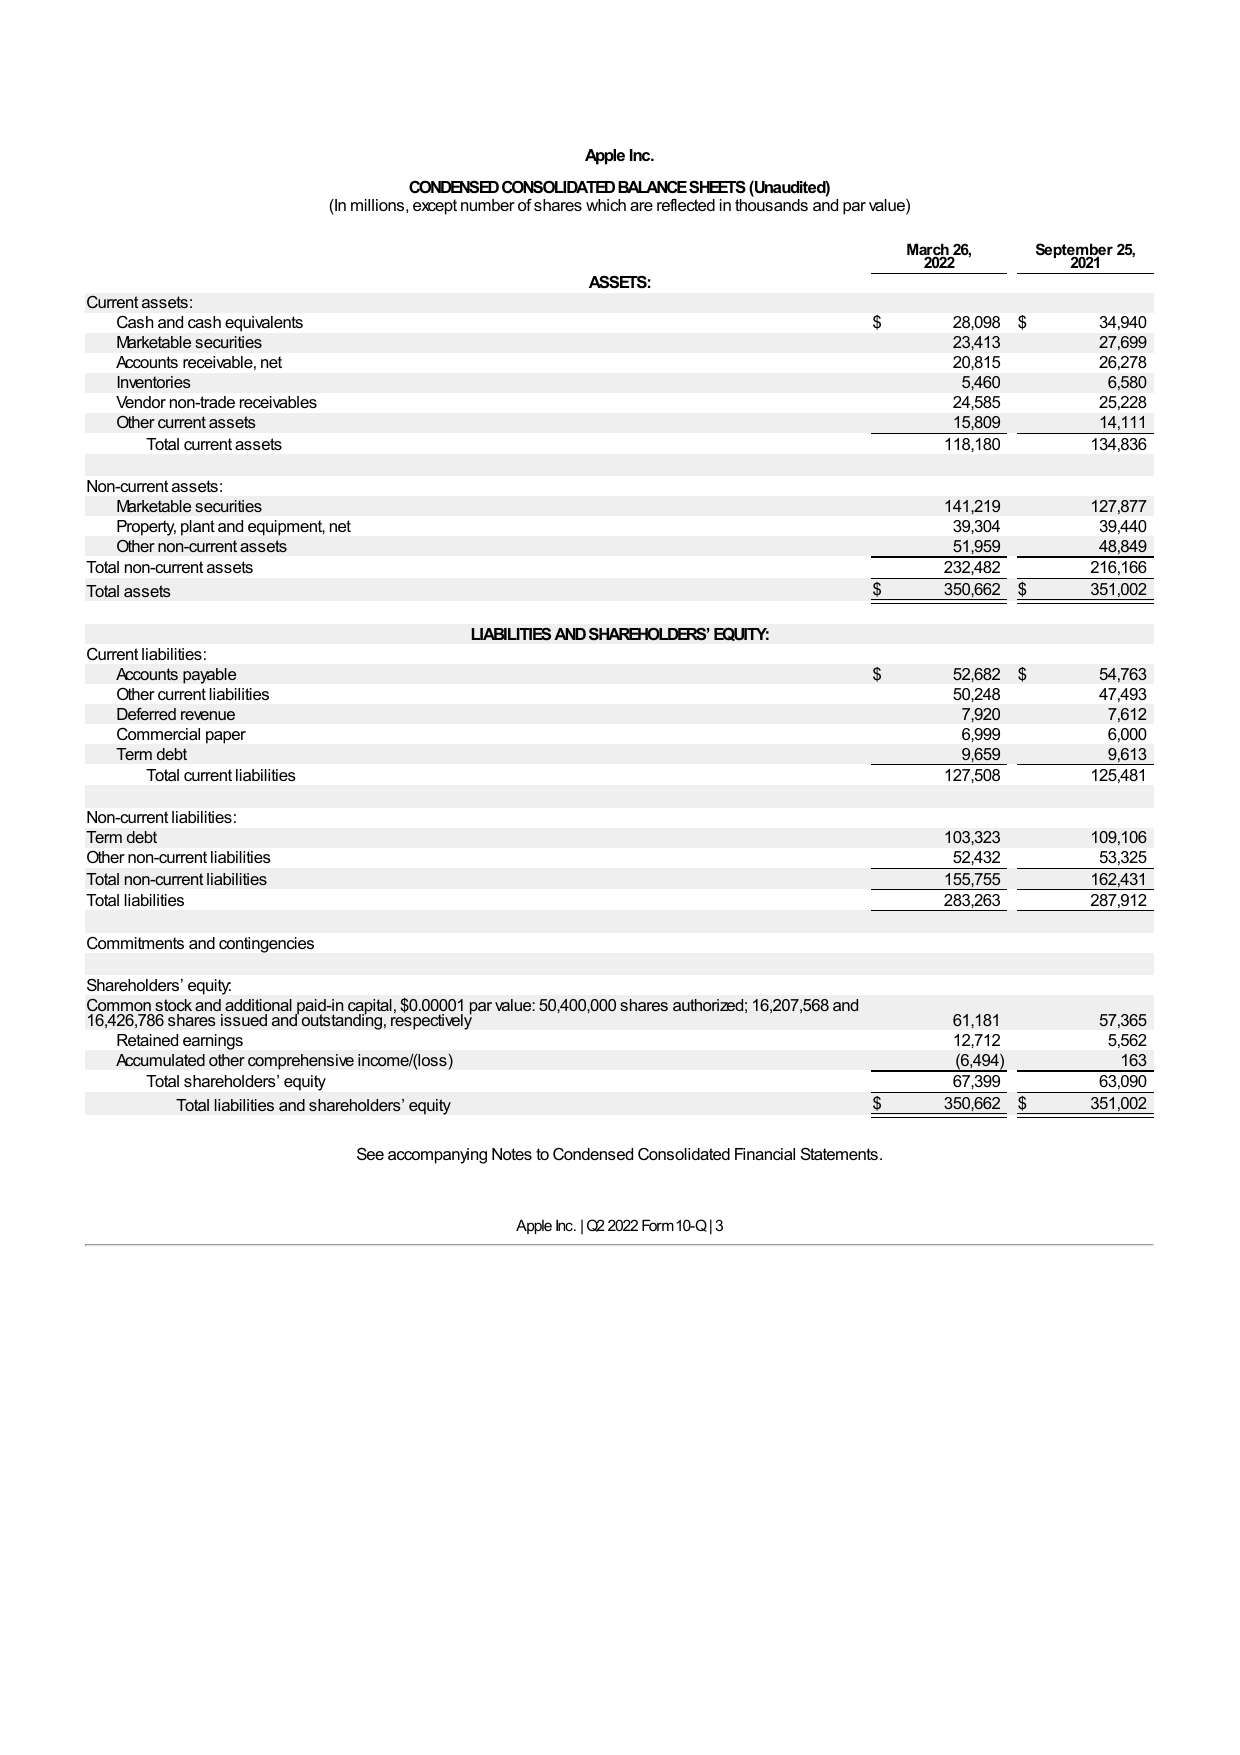 Apple Inc.
CONDENSED CONSOLIDATED BALANCE SHEETS (Unaudited)
(In millions, except number of shares which are reflected in thousands and par value)
March 26, September 25,
2022 2021
ASSETS:
Current assets:
Cash and cash equivalents $ 28,098 $ 34,940
Marketable securities 23,413 27,699
Accounts receivable, net 20,815 26,278
Inventories 5,460 6,580
Vendor non-trade receivables 24,585 25,228
Other current assets 15,809 14,111
Total current assets 118,180 134,836
Non-current assets:
Marketable securities 141,219 127,877
Property, plant and equipment, net 39,304 39,440
Other non-current assets 51,959 48,849
Total non-current assets 232,482 216,166
Total assets $ 350,662 $ 351,002
LIABILITIES AND SHAREHOLDERS’ EQUITY:
Current liabilities:
Accounts payable $ 52,682 $ 54,763
Other current liabilities 50,248 47,493
Deferred revenue 7,920 7,612
Commercial paper 6,999 6,000
Term debt 9,659 9,613
Total current liabilities 127,508 125,481
Non-current liabilities:
Term debt 103,323 109,106
Other non-current liabilities 52,432 53,325
Total non-current liabilities 155,755 162,431
Total liabilities 283,263 287,912
Commitments and contingencies
Shareholders’ equity:
Common stock and additional paid-in capital, $0.00001 par value: 50,400,000 shares authorized; 16,207,568 and
16,426,786 shares issued and outstanding, respectively 61,181 57,365
Retained earnings 12,712 5,562
Accumulated other comprehensive income/(loss) (6,494) 163
Total shareholders’ equity 67,399 63,090
Total liabilities and shareholders’ equity $ 350,662 $ 351,002
See accompanying Notes to Condensed Consolidated Financial Statements.
Apple Inc. | Q2 2022 Form 10-Q | 3